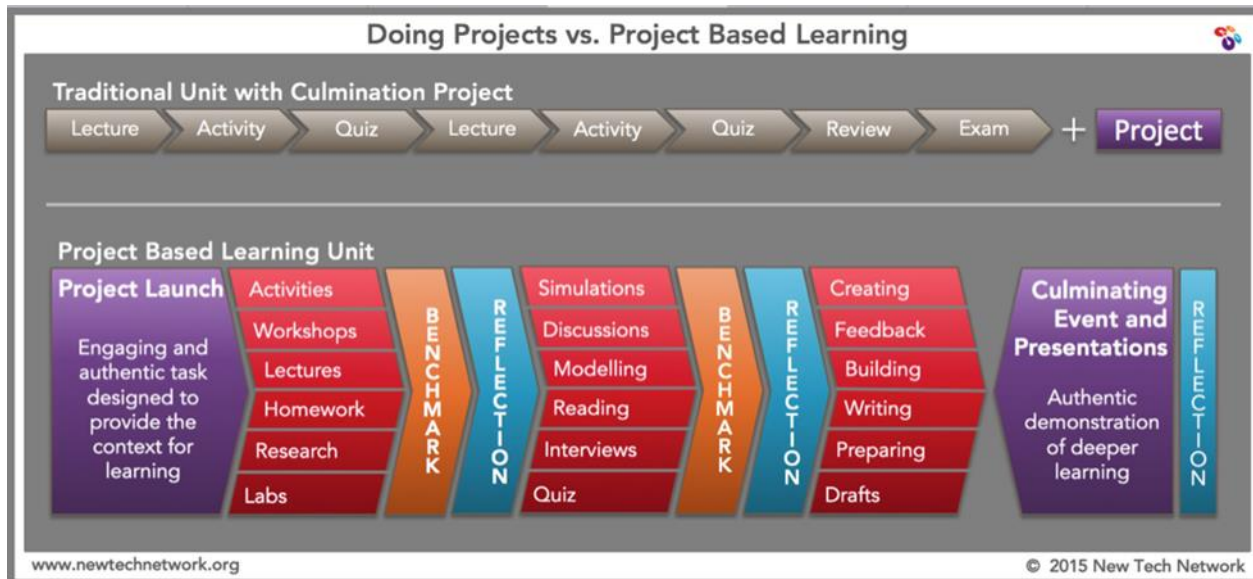 Doing Projects vs. Project Based Learning
Traditional Unit with Culmination Project
Lecture Activity Quiz Lecture Activity Quiz Review Exam + Project
Project Based Learning Unit
Project Launch
Engaging and
authentic task
designed to
provide the
context for
learning
Activities
Workshops
Lectures
Homework
Research
Labs
BENCHMARK
REFLECTION
Simulations
Discussions
Modelling
Reading
Interviews
Quiz
BENCHMARK
REFLECTION
Creating
Feedback
Building
Writing
Preparing
Drafts
Culminating
Event and
Presentations
Authentic
demonstration
of deeper
learning
REFLECTION
www.newtechnetwork.org
© 2015 New Tech Network